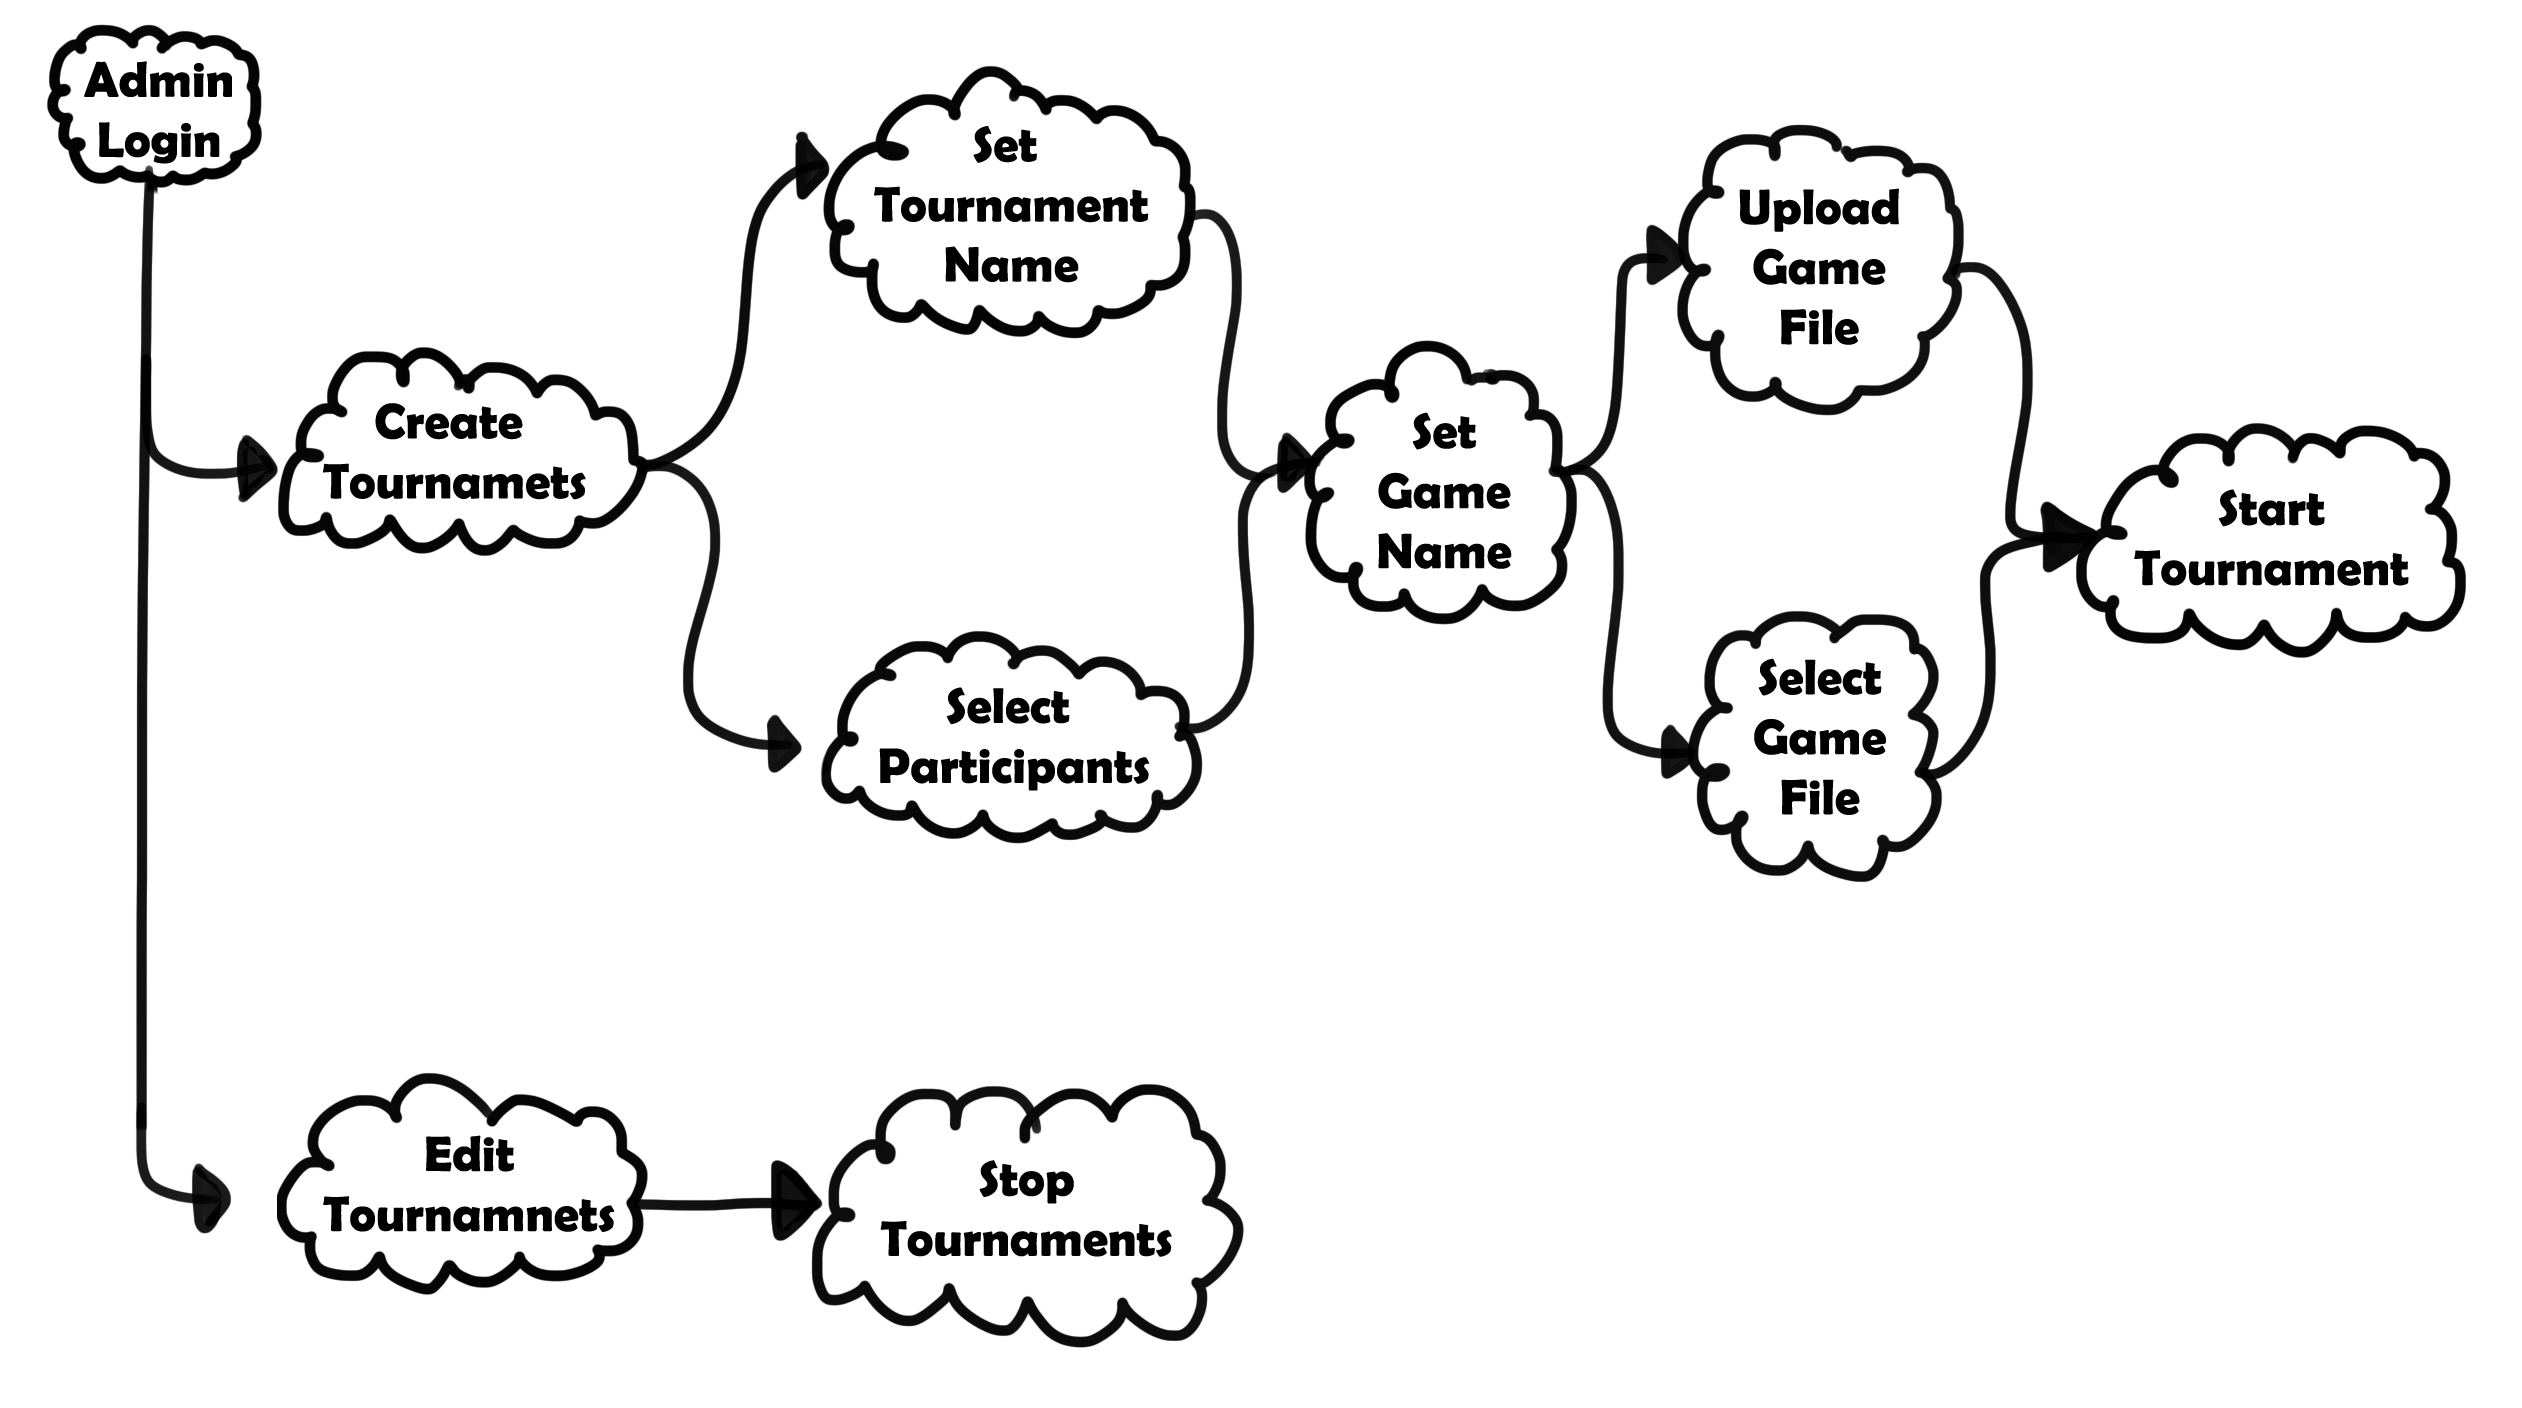 Admin
Login
Create
Tournamets
Set
Tournament
Name
Select
Participants
Set
Game
Name
Upload
Game
File
Select
Game
File
Start
Tournament
Edit
Tournamnets
Stop
Tournaments